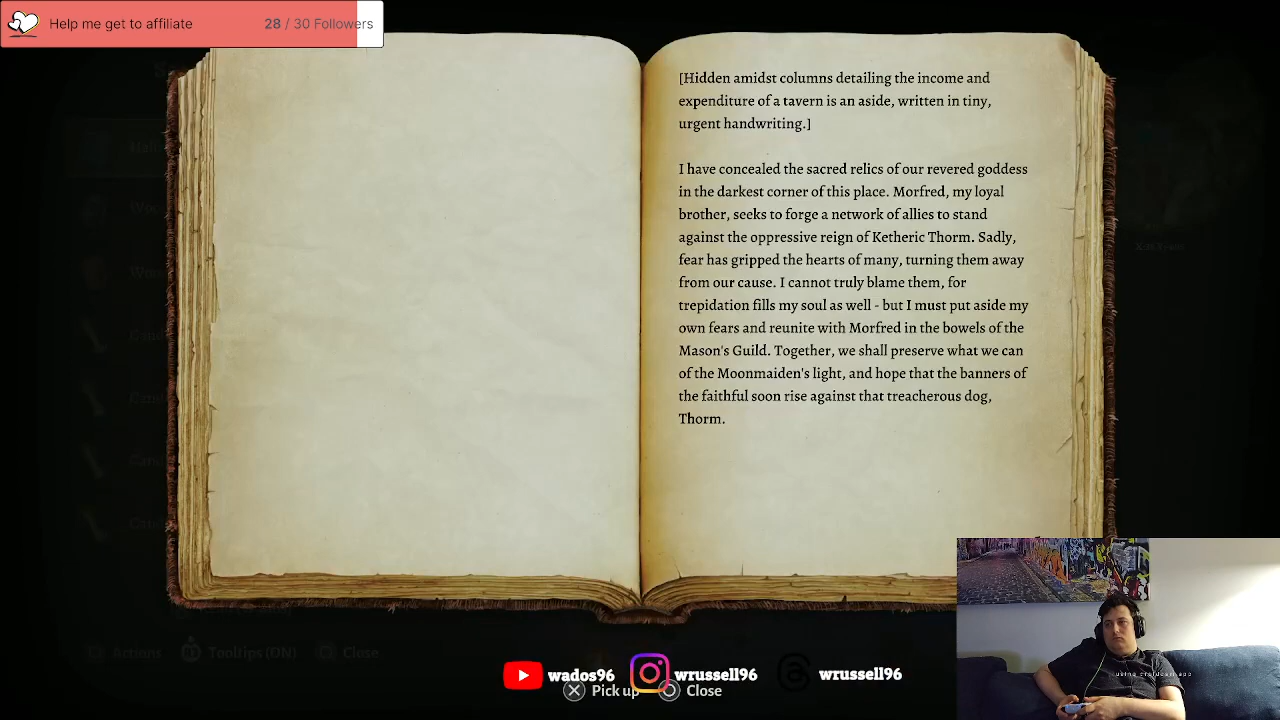 Help me get to affiliate 28 / 30 Followers
[Hidden amidst columns detailing the income and
expenditure of a tavern is an aside, written in tiny,
urgent handwriting.]
I have concealed the sacred relics of our revered goddess
in the darkest corner of this place. Morfred, my loyal
brother, seeks to forge a network of allies to stand
against the oppressive reign of Ketheric Thorm. Sadly,
fear has gripped the hearts of many, turning them away
from our cause. I cannot truly blame them, for
trepidation fills my soul as well - but I must put aside my
own fears and reunite with Morfred in the bowels of the
Mason's Guild. Together, we shall preserve what we can
of the Moonmaiden's light, and hope that the banners of
the faithful soon rise against that treacherous dog,
Thorm.
Actions Tooltips (ON) Close
wados96 wrussell96 wrussell96
Pick up Close